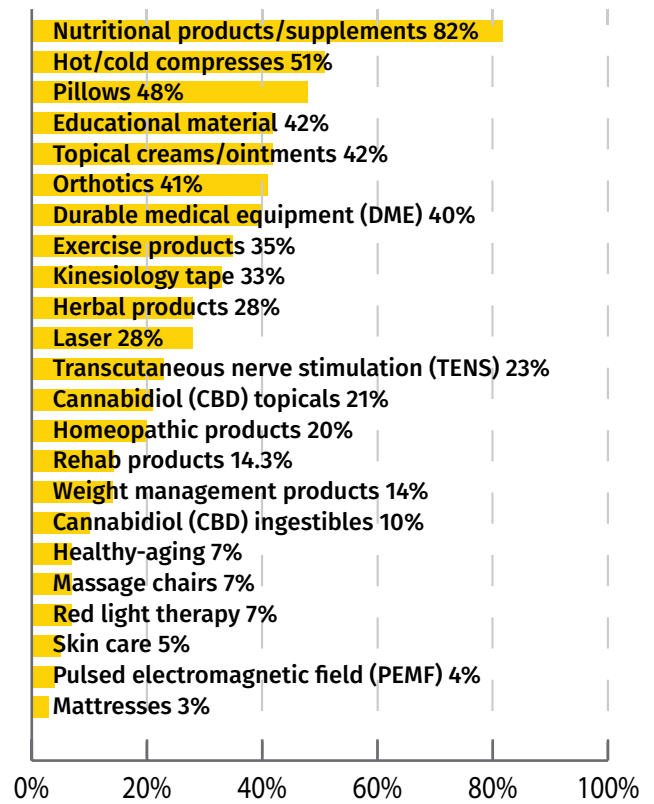 Nutritional products/supplements 82%
Hot/cold compresses 51%
Pillows 48%
Educational material 42%
Topical creams/ointments 42%
Orthotics 41%
Durable medical equipment (DME) 40%
Exercise products 35%
Kinesiology tape 33%
Herbal products 28%
Laser 28%
Transcutaneous nerve stimulation (TENS) 23%
Cannabidiol (CBD) topicals 21%
Homeopathic products 20%
Rehab products 14.3%
Weight management products 14%
Cannabidiol (CBD) ingestibles 10%
Healthy-aging 7%
Massage chairs 7%
Red light therapy 7%
Skin care 5%
Pulsed electromagnetic field (PEMF) 4%
Mattresses 3%
0% 20% 40% 60% 80% 100%